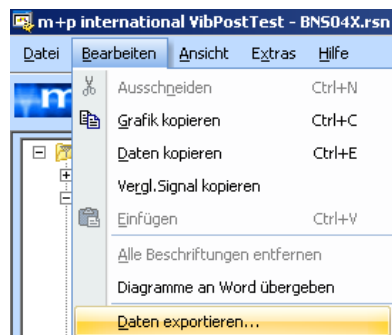 m+p international VibPostTest - BNS04X.rsn
Datei Bearbeiten Ansicht Extras Hilfe
m
Ausschneiden Ctrl+N
Grafik kopieren Ctrl+C
Daten kopieren Ctrl+E
Vergl.Signal kopieren
Einfügen Ctrl+V
Alle Beschriftungen entfernen
Diagramme an Word übergeben
Daten exportieren...